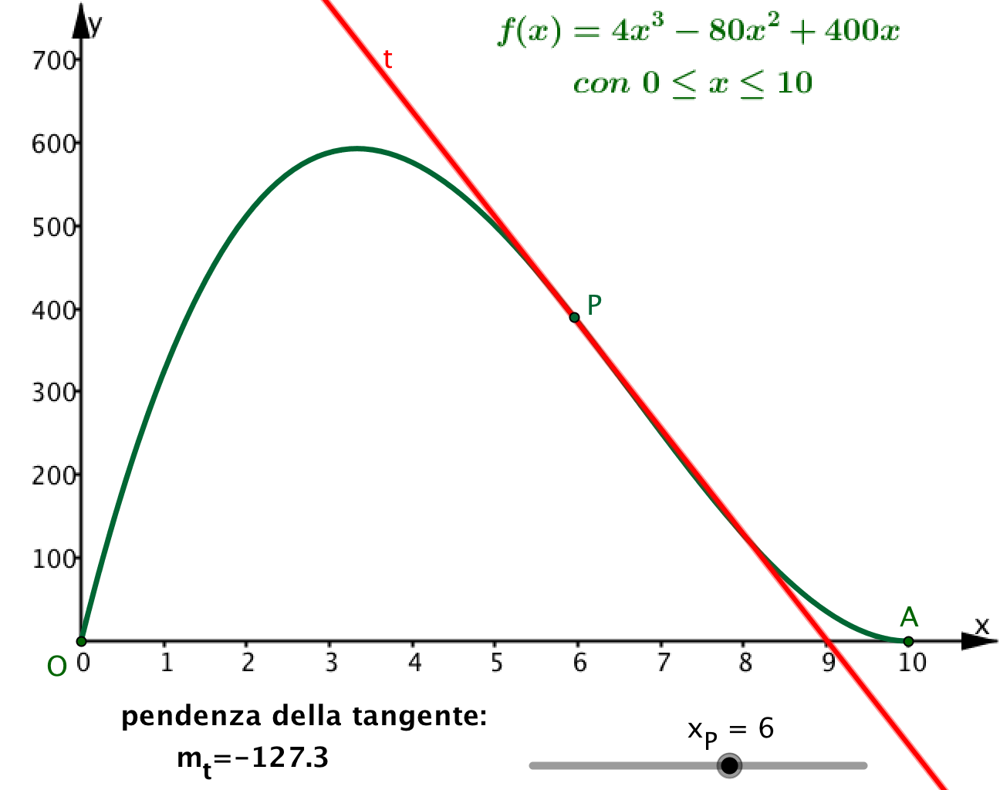 y
f(x) = 4x³ − 80x² + 400x
con 0 ≤ x ≤ 10
t
700
600
500
400
300
200
100
P
A
x
O 0 1 2 3 4 5 6 7 8 9 10
pendenza della tangente:
mₜ=−127.3
x_P = 6